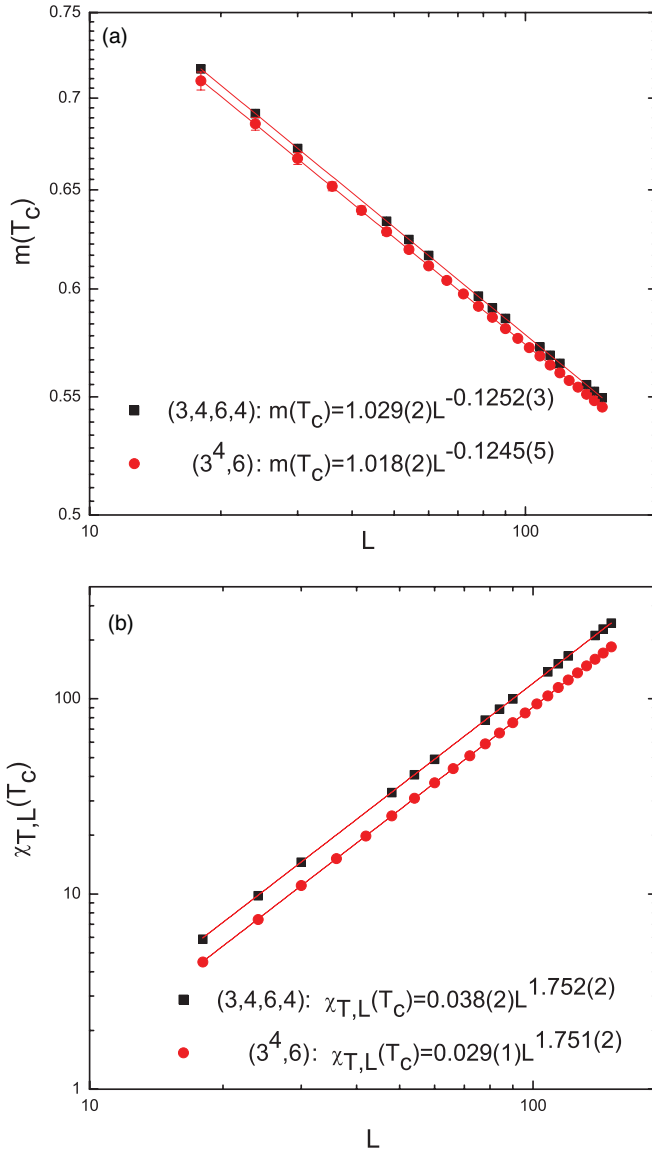 (a)
0.75
0.7
0.65
0.6
0.55
0.5
m(T_C)
(3,4,6,4): m(T_C)=1.029(2)L^-0.1252(3)
(3^4,6): m(T_C)=1.018(2)L^-0.1245(5)
10
100
L
(b)
100
10
1
χ_T,L(T_C)
(3,4,6,4): χ_T,L(T_C)=0.038(2)L^1.752(2)
(3^4,6): χ_T,L(T_C)=0.029(1)L^1.751(2)
10
100
L